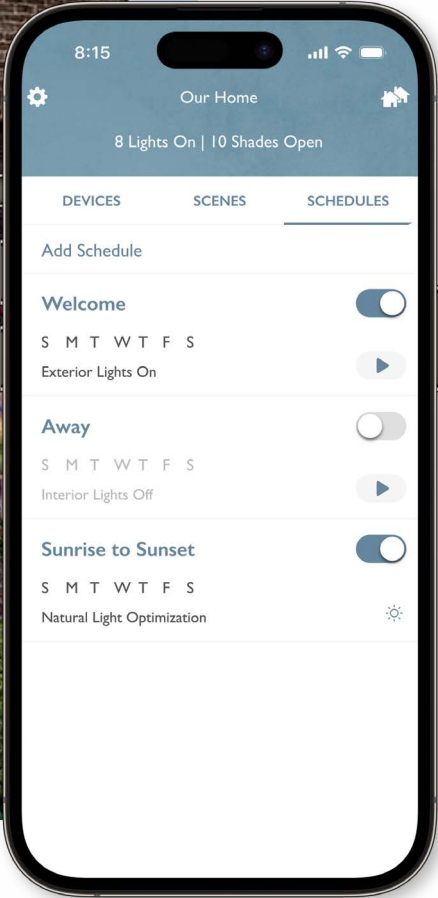 8:15
Our Home
8 Lights On | 10 Shades Open
DEVICES SCENES SCHEDULES
Add Schedule
Welcome
S M T W T F S
Exterior Lights On
Away
S M T W T F S
Interior Lights Off
Sunrise to Sunset
S M T W T F S
Natural Light Optimization